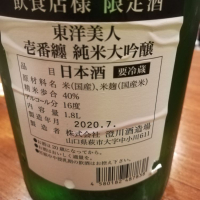 飲食店様 限定酒
東洋美人
壱番纏 純米大吟醸
日本酒 要冷蔵
原材料名 米(国産)、米麹(国産米)
精米歩合 40%
アルコール分 16度
内容量 1.8L
製造年月 2020.7.
製造者 株式会社 澄川酒造場
山口県萩市大字中小川611